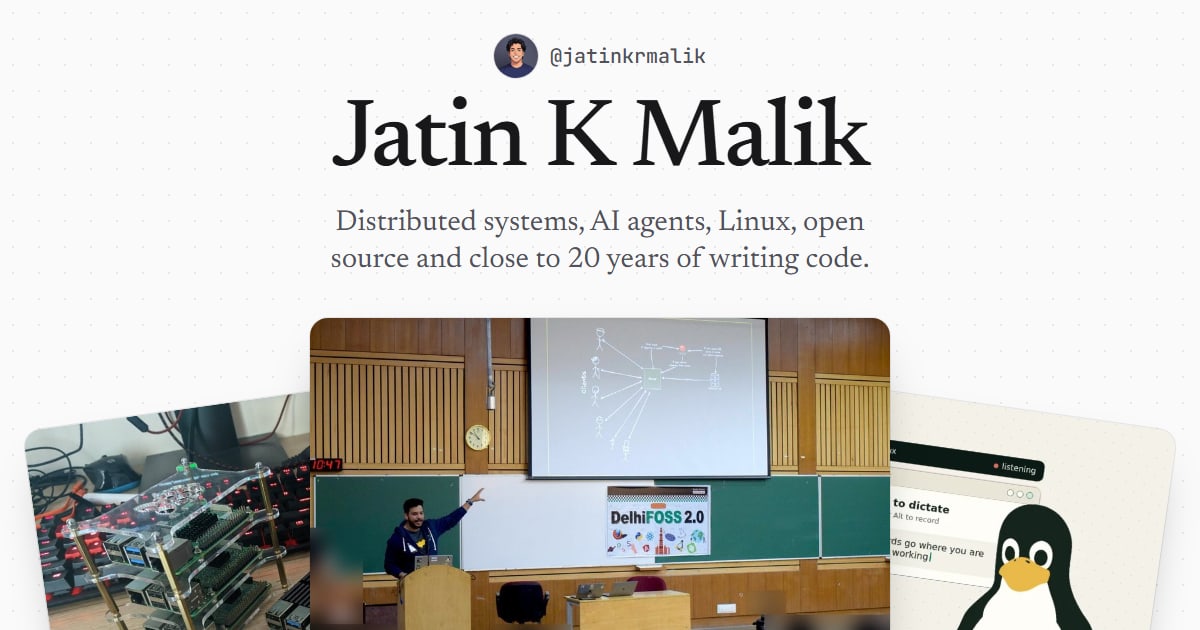 @jatinkrmalik
Jatin K Malik
Distributed systems, AI agents, Linux, open
source and close to 20 years of writing code.
10:47
DelhiFOSS 2.0
listening
to dictate
Alt to record
go where you are
working